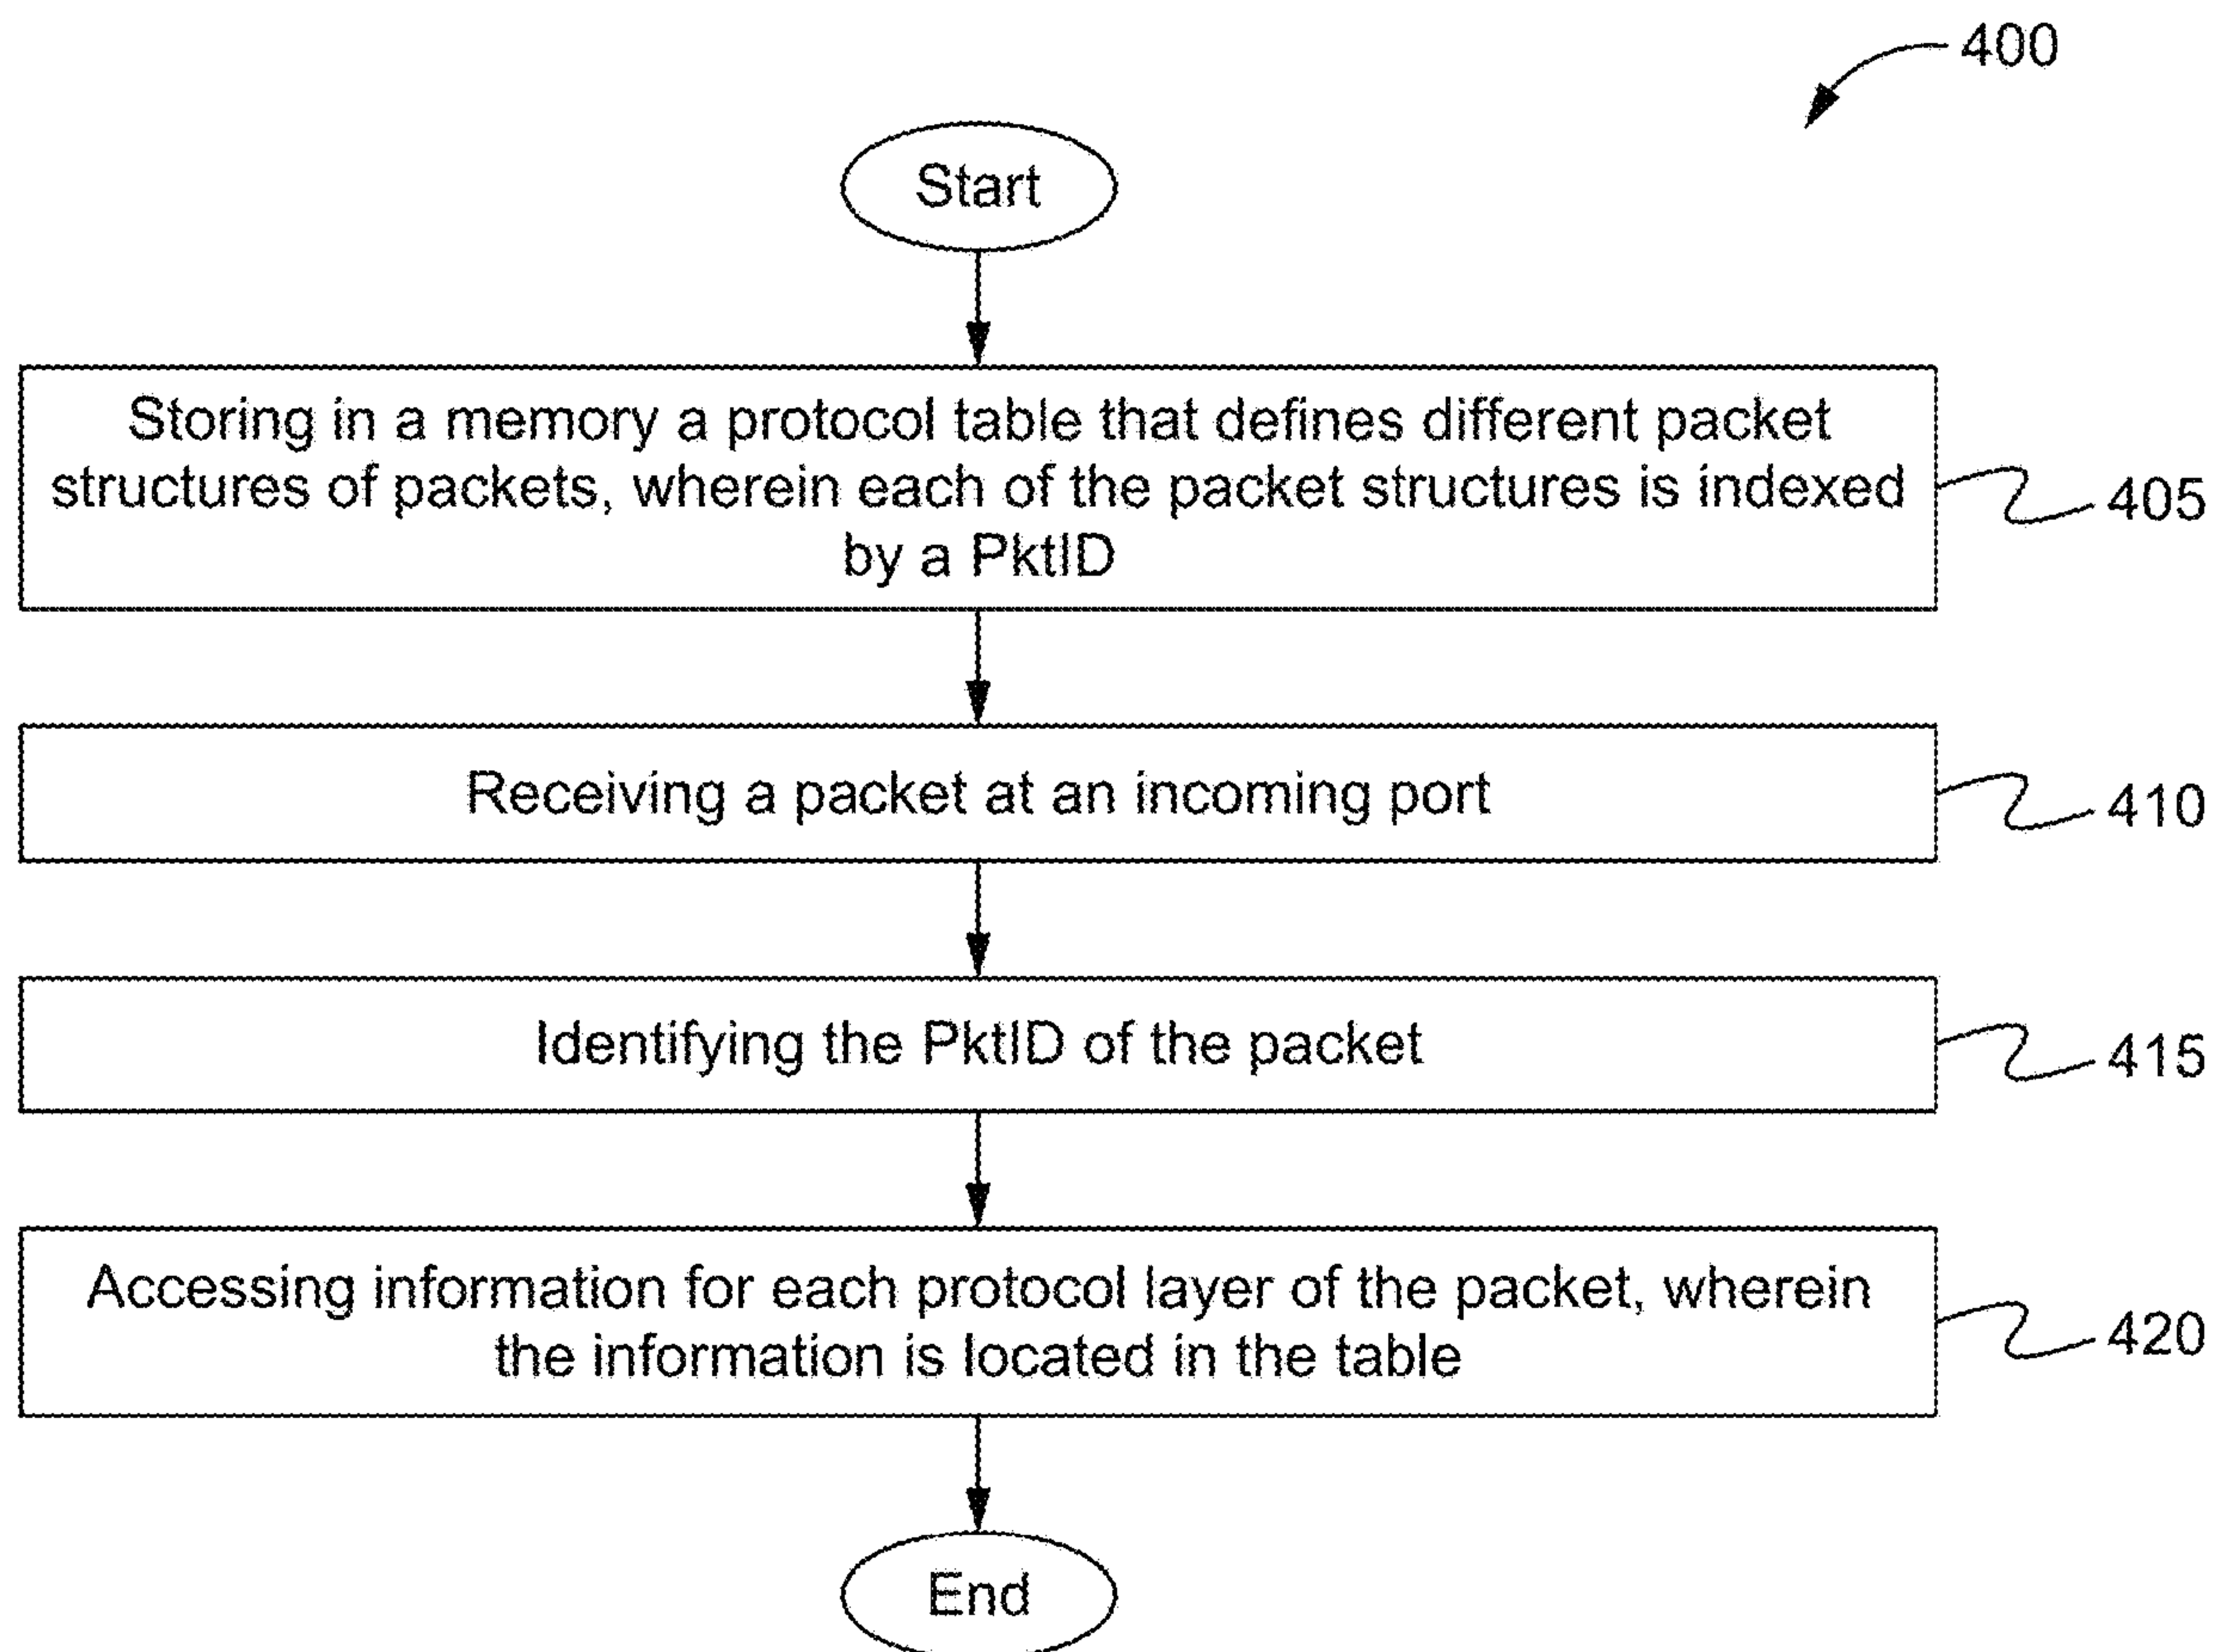 400
Start
Storing in a memory a protocol table that defines different packet
structures of packets, wherein each of the packet structures is indexed
by a PktID
405
Receiving a packet at an incoming port
410
Identifying the PktID of the packet
415
Accessing information for each protocol layer of the packet, wherein
the information is located in the table
420
End